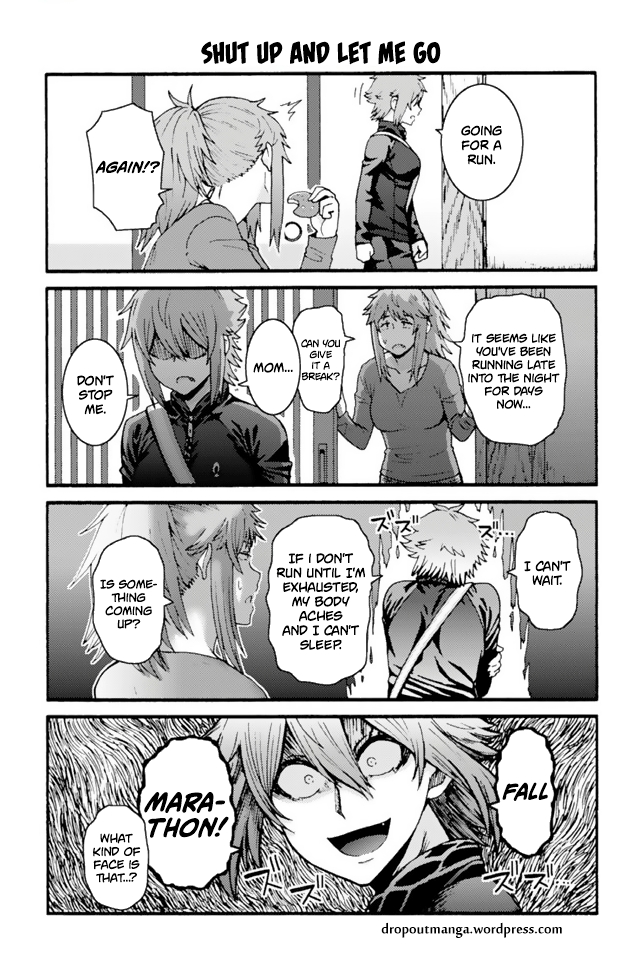 SHUT UP AND LET ME GO
GOING
FOR A
RUN.
AGAIN!?
IT SEEMS LIKE
YOU'VE BEEN
RUNNING LATE
INTO THE NIGHT
FOR DAYS
NOW...
CAN YOU
GIVE
IT A
BREAK?
MOM...
DON'T
STOP
ME.
I CAN'T
WAIT.
ズズ...
ズズ
IF I DON'T
RUN UNTIL I'M
EXHAUSTED,
MY BODY
ACHES
AND I CAN'T
SLEEP.
IS SOME-
THING
COMING
UP?
FALL
MARA-
THON!
WHAT
KIND OF
FACE IS
THAT...?
ズズ...
ズズ
dropoutmanga.wordpress.com